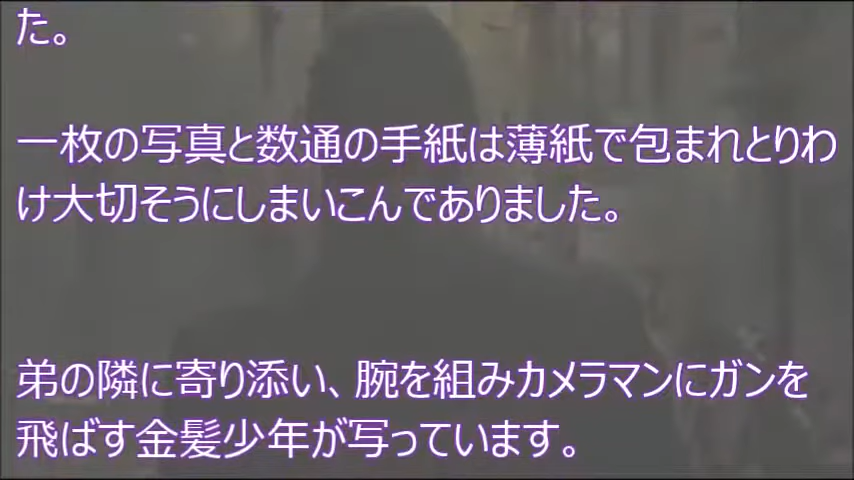 た。
一枚の写真と数通の手紙は薄紙で包まれとりわ
け大切そうにしまいこんでありました。
弟の隣に寄り添い、腕を組みカメラマンにガンを
飛ばす金髪少年が写っています。